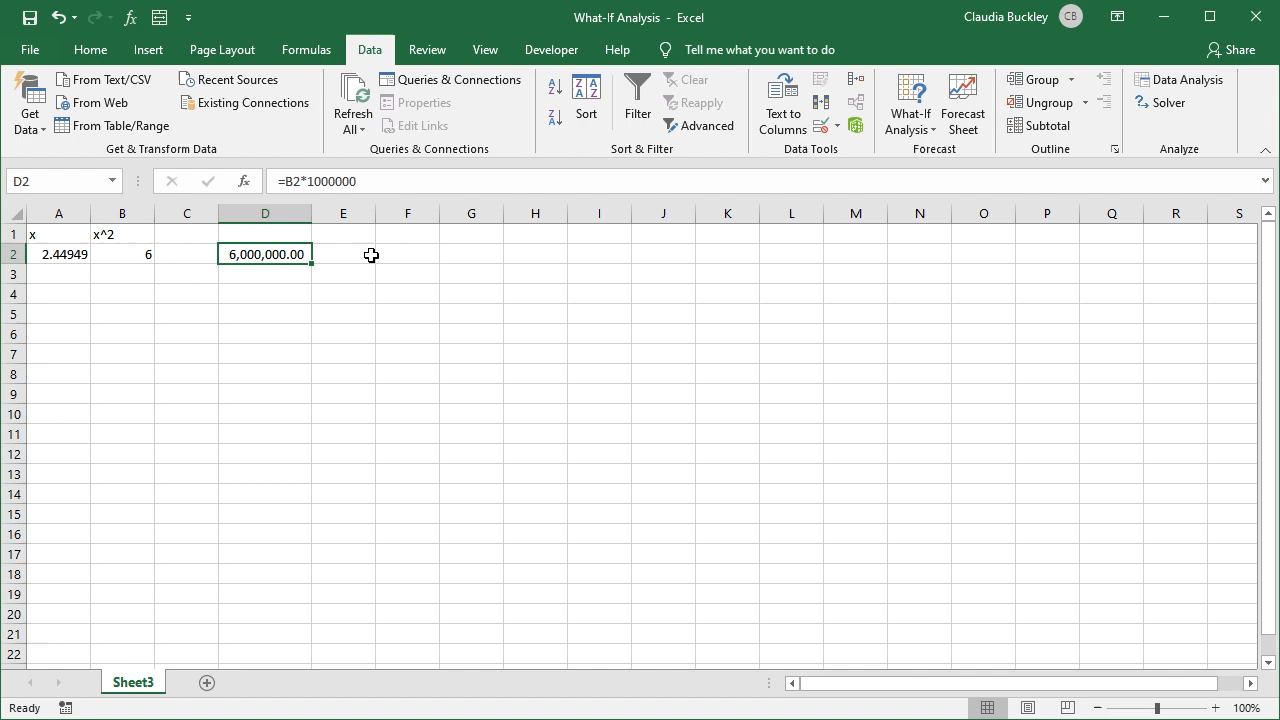 What-If Analysis - Excel
Claudia Buckley
CB
File Home Insert Page Layout Formulas Data Review View Developer Help Tell me what you want to do Share
Get Data
From Text/CSV
From Web
From Table/Range
Recent Sources
Existing Connections
Get & Transform Data
Refresh All
Queries & Connections
Properties
Edit Links
Queries & Connections
Sort
Filter
Clear
Reapply
Advanced
Sort & Filter
Text to Columns
Data Tools
What-If Analysis
Forecast Sheet
Forecast
Group
Ungroup
Subtotal
Outline
Data Analysis
Solver
Analyze
D2 fx =B2*1000000
A B C D E F G H I J K L M N O P Q R S
1 x x^2
2 2.44949 6 6,000,000.00
3
4
5
6
7
8
9
10
11
12
13
14
15
16
17
18
19
20
21
22
Sheet3
Ready 100%